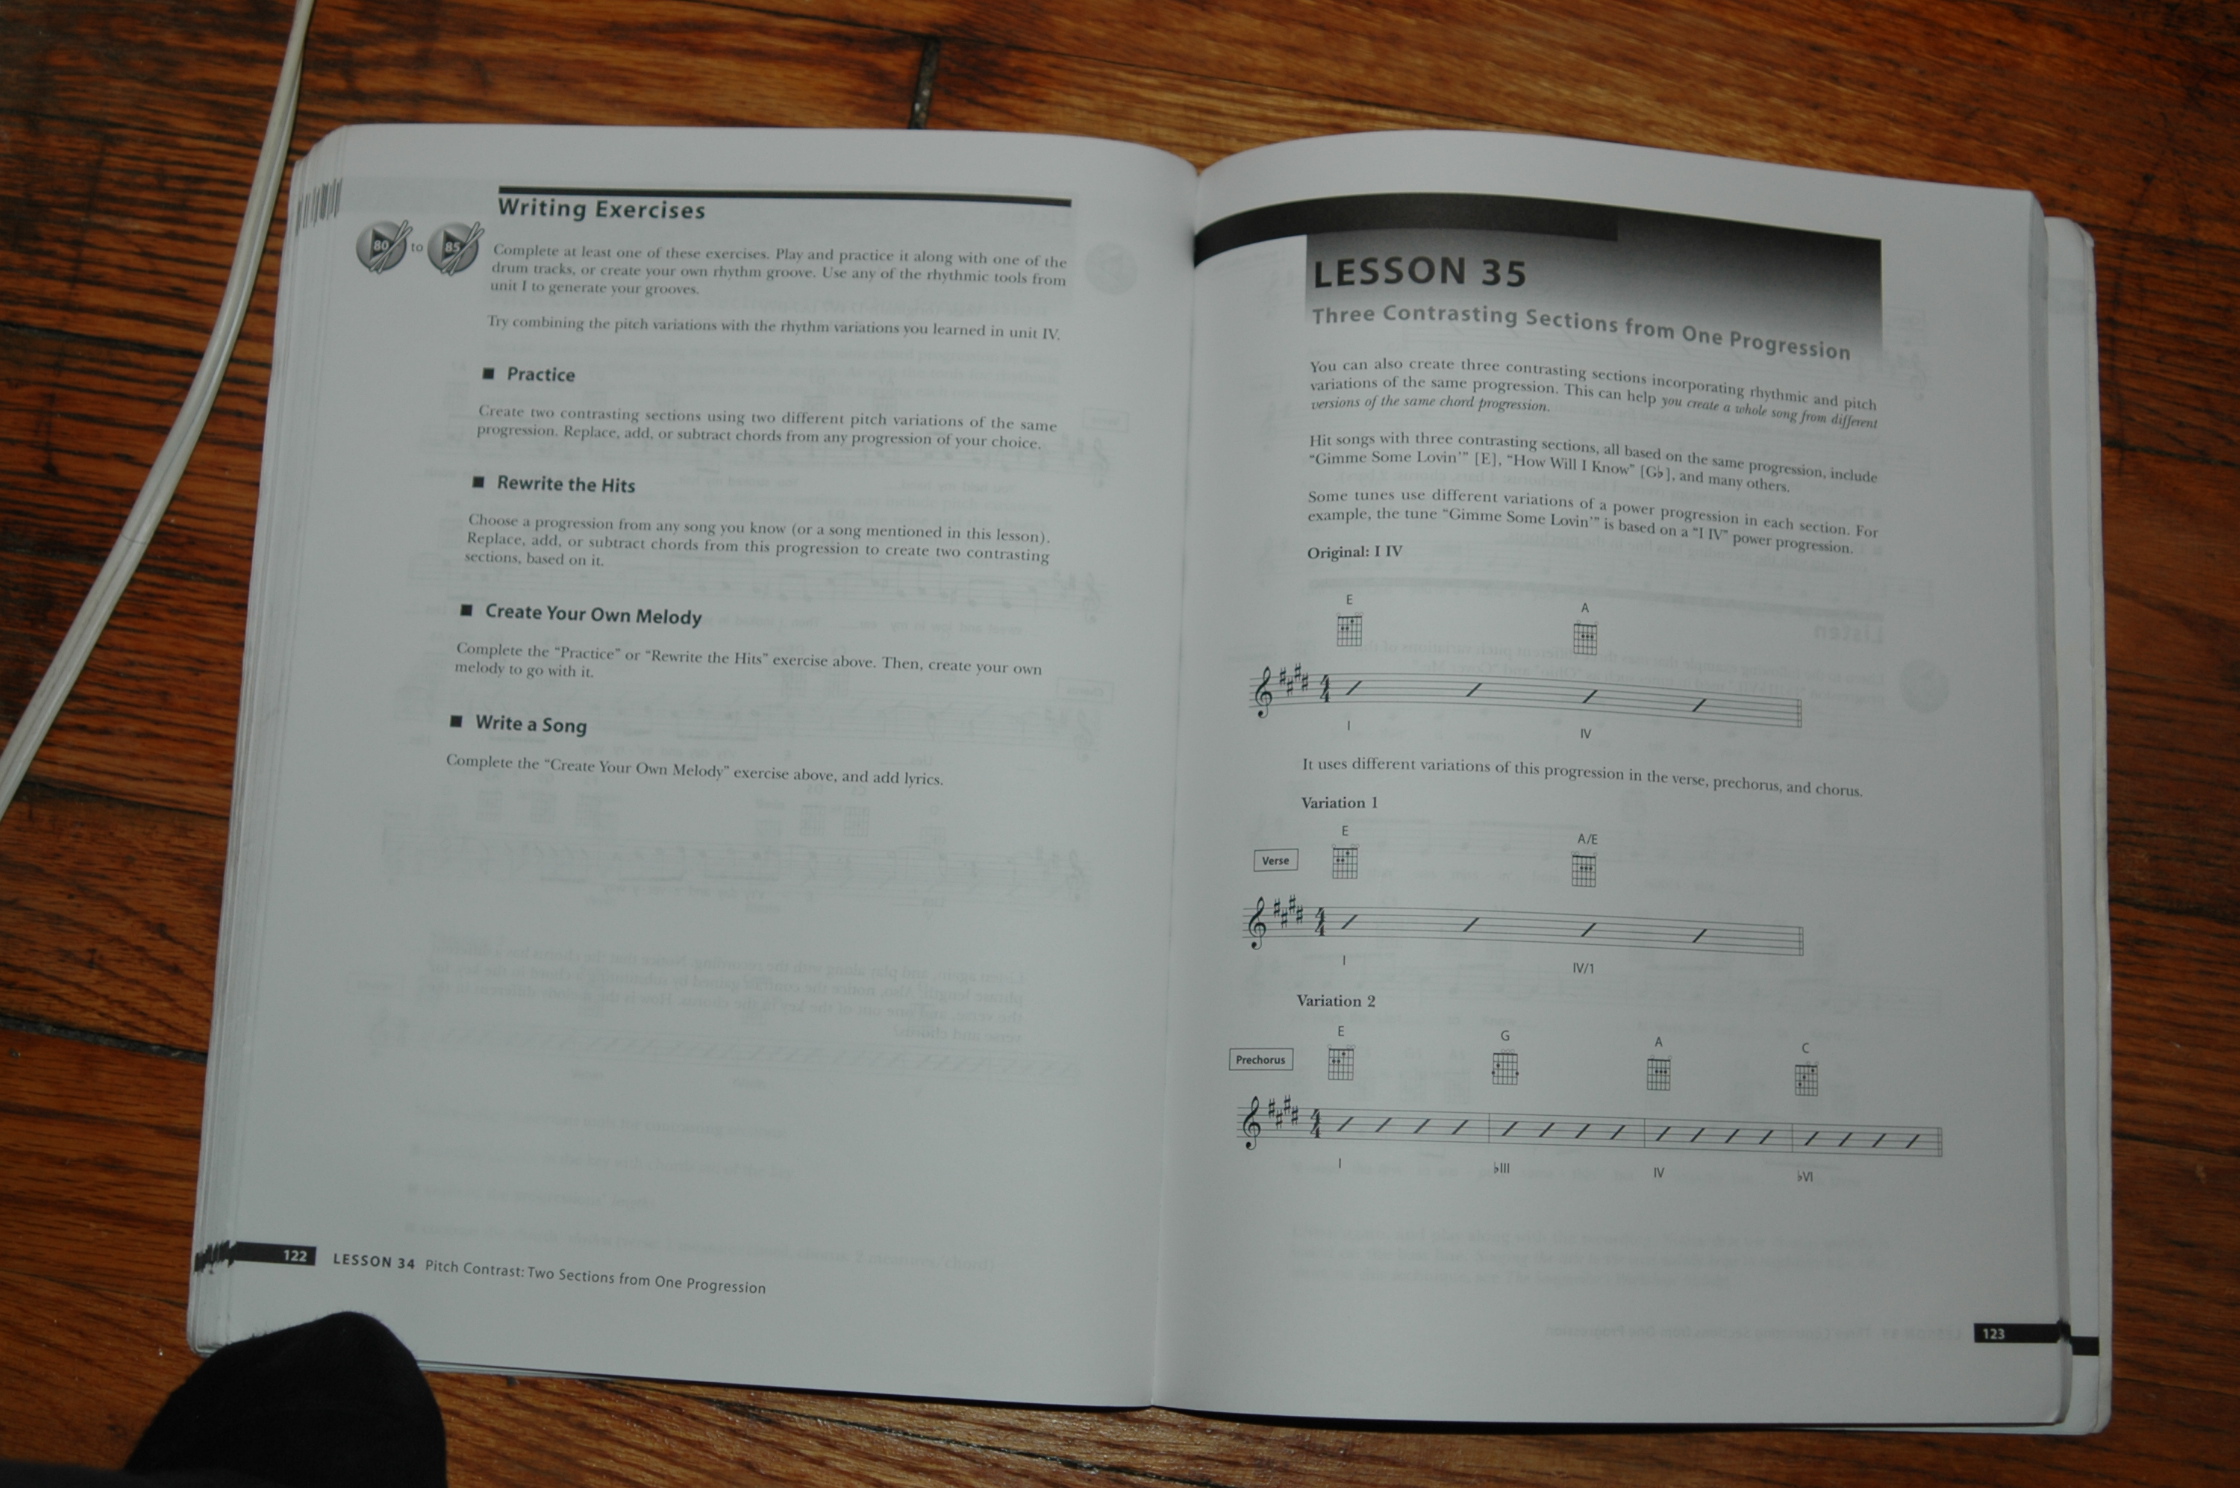 Writing Exercises
80 to 85
Complete at least one of these exercises. Play and practice it along with one of the
drum tracks, or create your own rhythm groove. Use any of the rhythmic tools from
unit I to generate your grooves.
Try combining the pitch variations with the rhythm variations you learned in unit IV.
■ Practice
Create two contrasting sections using two different pitch variations of the same
progression. Replace, add, or subtract chords from any progression of your choice.
■ Rewrite the Hits
Choose a progression from any song you know (or a song mentioned in this lesson).
Replace, add, or subtract chords from this progression to create two contrasting
sections, based on it.
■ Create Your Own Melody
Complete the “Practice” or “Rewrite the Hits” exercise above. Then, create your own
melody to go with it.
■ Write a Song
Complete the “Create Your Own Melody” exercise above, and add lyrics.
122 LESSON 34 Pitch Contrast: Two Sections from One Progression
LESSON 35
Three Contrasting Sections from One Progression
You can also create three contrasting sections incorporating rhythmic and pitch
variations of the same progression. This can help you create a whole song from different
versions of the same chord progression.
Hit songs with three contrasting sections, all based on the same progression, include
“Gimme Some Lovin’” [E], “How Will I Know” [G♭], and many others.
Some tunes use different variations of a power progression in each section. For
example, the tune “Gimme Some Lovin’” is based on a “I IV” power progression.
Original: I IV
E A
I IV
It uses different variations of this progression in the verse, prechorus, and chorus.
Variation 1
Verse E A/E
I IV/1
Variation 2
Prechorus E G A C
I ♭III IV ♭VI
123